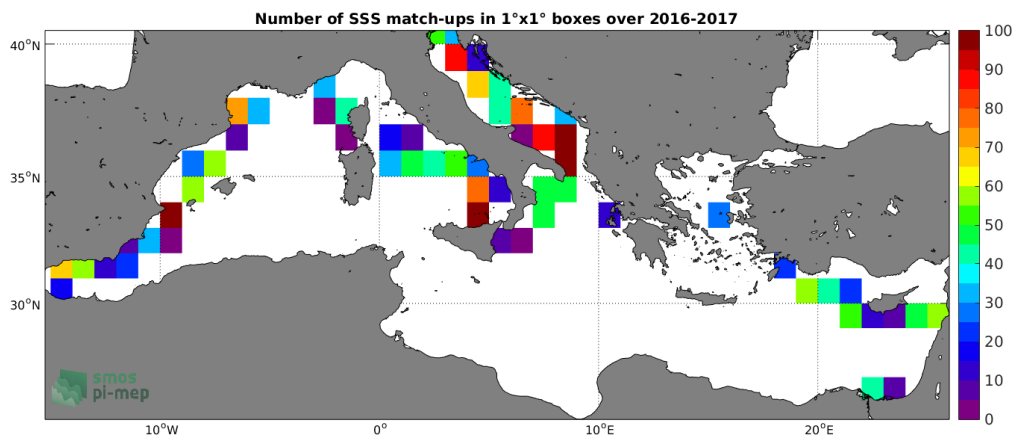 Number of SSS match-ups in 1°x1° boxes over 2016-2017
40°N
35°N
30°N
10°W
0°
10°E
20°E
100
90
80
70
60
50
40
30
20
10
0
smos
pi-mep